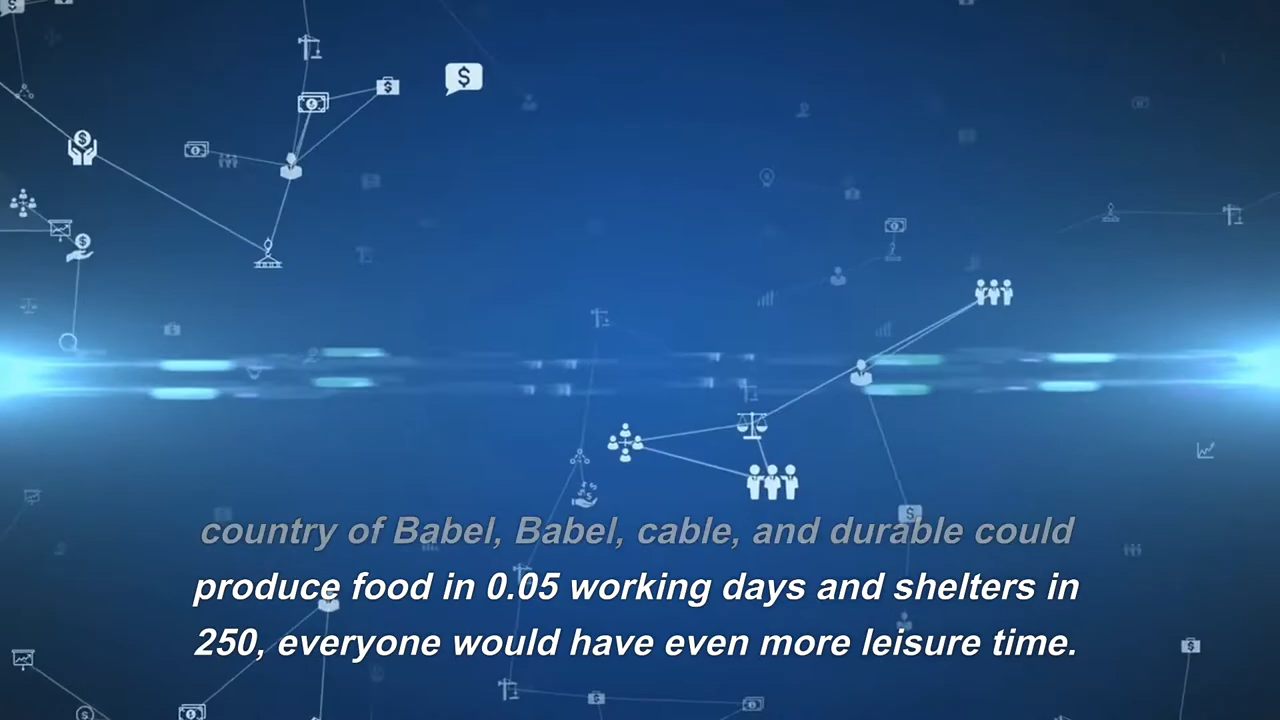 country of Babel, Babel, cable, and durable could
produce food in 0.05 working days and shelters in
250, everyone would have even more leisure time.